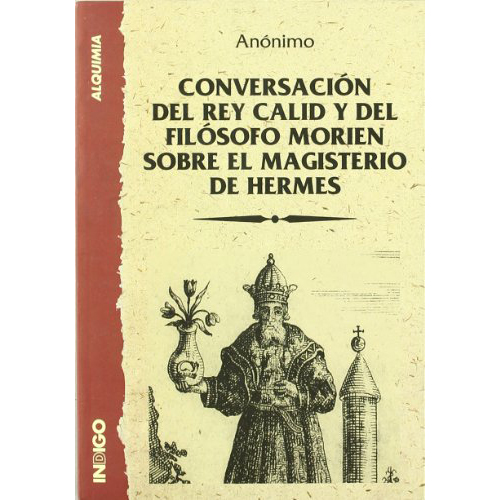 Anónimo
CONVERSACIÓN
DEL REY CALID Y DEL
FILÓSOFO MORIEN
SOBRE EL MAGISTERIO
DE HERMES
ALQUIMIA
INDIGO